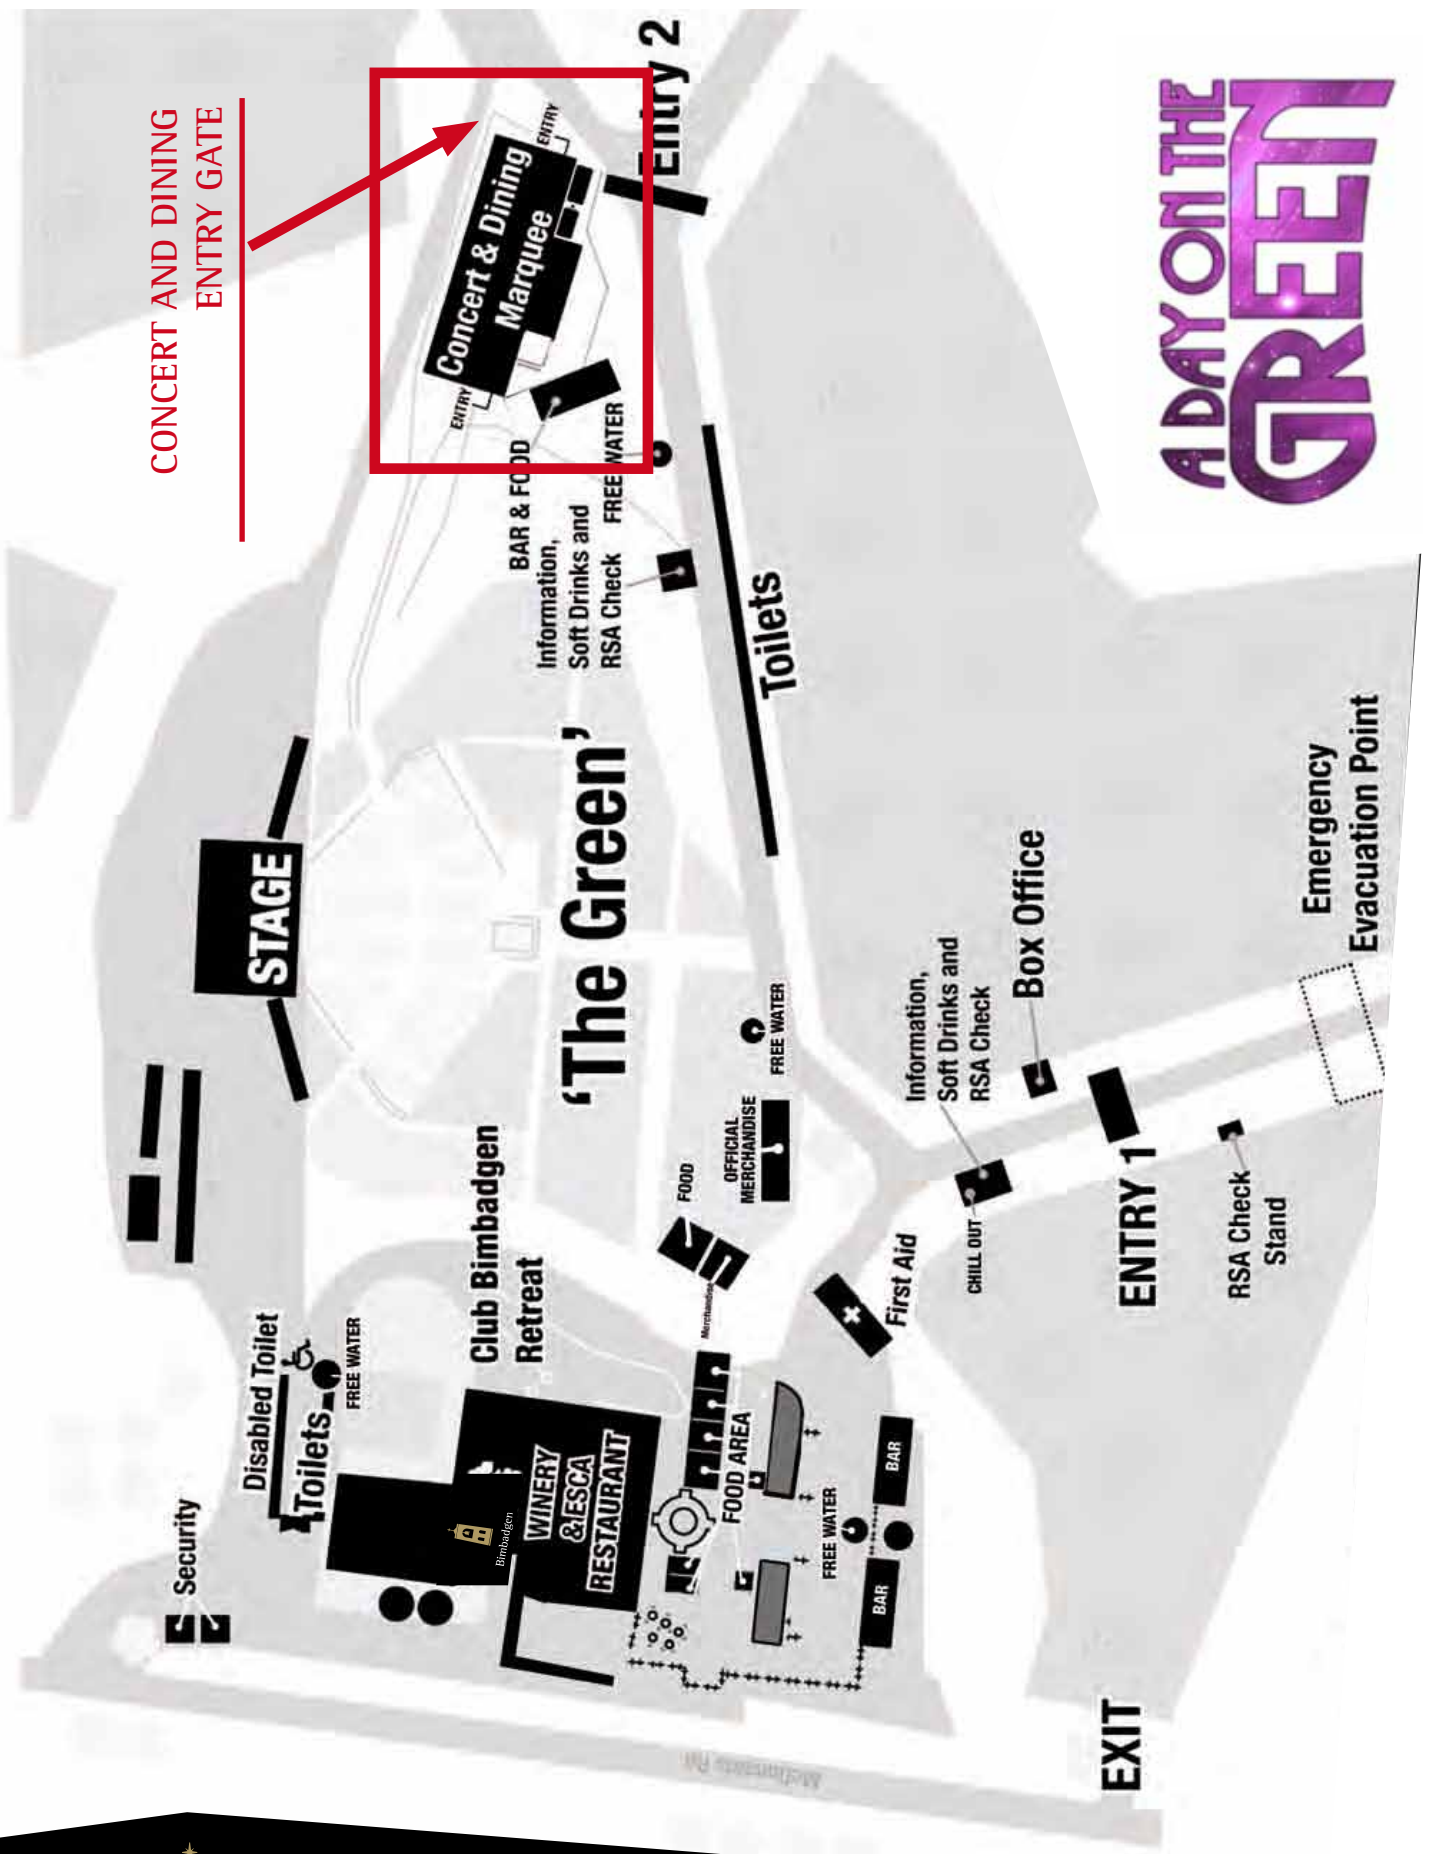 CONCERT AND DINING
ENTRY GATE
Entry 2
ENTRY
Concert & Dining
Marquee
ENTRY
BAR & FOOD
FREE WATER
Information,
Soft Drinks and
RSA Check
Toilets
A DAY ON THE
GREEN
STAGE
'The Green'
Emergency
Evacuation Point
Box Office
Information,
Soft Drinks and
RSA Check
FREE WATER
OFFICIAL
MERCHANDISE
FOOD
Merchandise
Club Bimbadgen
Retreat
CHILL OUT
ENTRY 1
RSA Check
Stand
First Aid
Disabled Toilet
Toilets
FREE WATER
Security
Bimbadgen
WINERY
& ESCA
RESTAURANT
FOOD AREA
FREE WATER
BAR
BAR
EXIT
McDonalds Rd